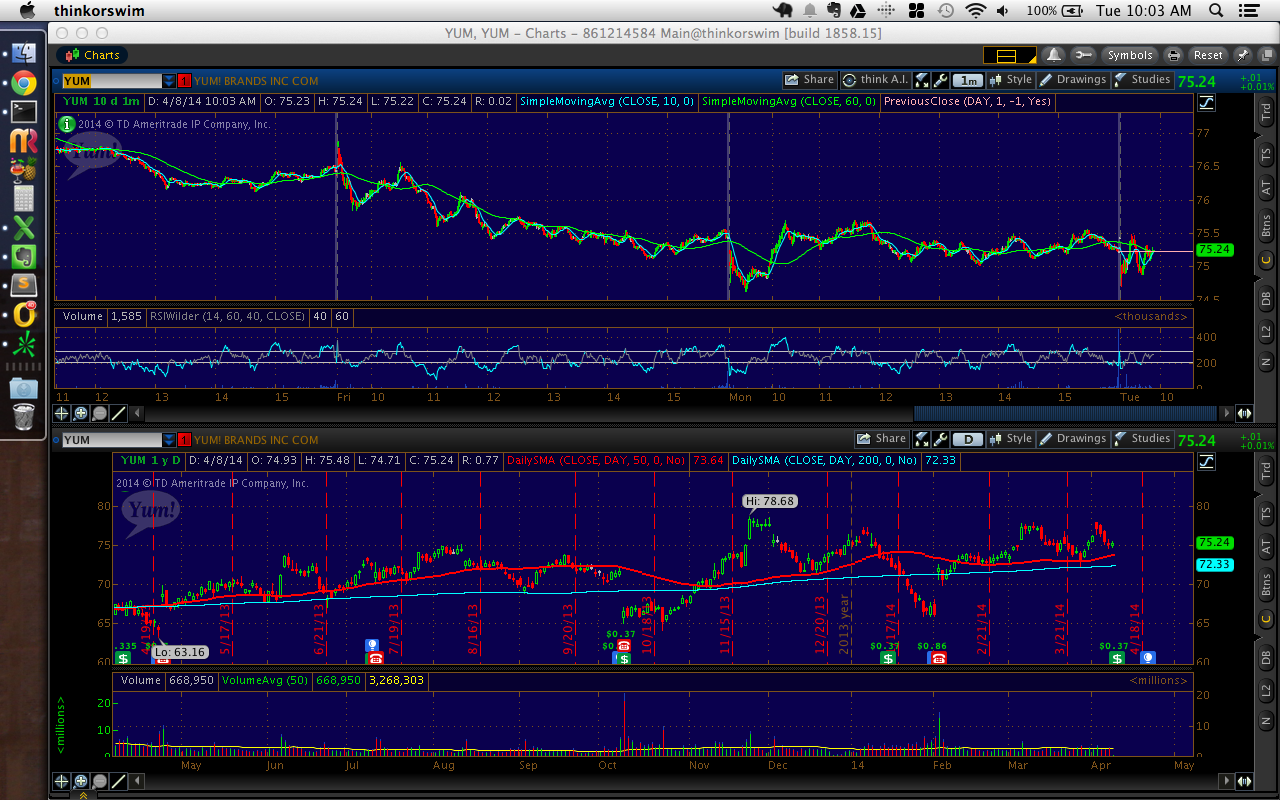 thinkorswim
100% Tue 10:03 AM
YUM, YUM - Charts - 861214584 Main@thinkorswim [build 1858.15]
Charts
Symbols Reset
YUM 1 YUM! BRANDS INC COM Share think A.I. 1m Style Drawings Studies 75.24 +.01 +0.01%
YUM 10 d 1m D: 4/8/14 10:03 AM O: 75.23 H: 75.24 L: 75.22 C: 75.24 R: 0.02 SimpleMovingAvg (CLOSE, 10, 0) SimpleMovingAvg (CLOSE, 60, 0) PreviousClose (DAY, 1, -1, Yes)
2014 © TD Ameritrade IP Company, Inc.
Yum!
77
76.5
76
75.5
75.24
75
74.5
Trd
TS
AT
Btns
C
DB
L2
N
Volume 1,585 RSIWilder (14, 60, 40, CLOSE) 40 60 <thousands>
400
200
0
11 12 13 14 15 Fri 10 11 12 13 14 15 Mon 10 11 12 13 14 15 Tue 10
YUM 1 YUM! BRANDS INC COM Share D Style Drawings Studies 75.24 +.01 +0.01%
YUM 1 y D D: 4/8/14 O: 74.93 H: 75.48 L: 74.71 C: 75.24 R: 0.77 DailySMA (CLOSE, DAY, 50, 0, No) 73.64 DailySMA (CLOSE, DAY, 200, 0, No) 72.33
2014 © TD Ameritrade IP Company, Inc.
Yum!
Hi: 78.68
80 80
75 75.24
72.33
70 70
65 65
60 60
5/17/13 6/21/13 7/19/13 8/16/13 9/20/13 11/15/13 12/20/13 2013 year 2/21/14 3/21/14 4/18/14
$0.37 $0.86 $0.37
Lo: 63.16
$ $ $ $
Trd
TS
AT
Btns
C
DB
L2
N
Volume 668,950 VolumeAvg (50) 668,950 3,268,303 <millions>
<millions>
20 20
10 10
0
May Jun Jul Aug Sep Oct Nov Dec 14 Feb Mar Apr May